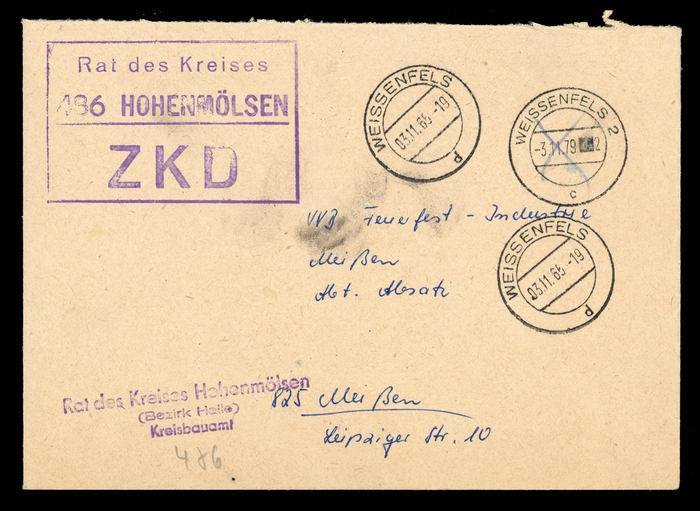 Rat des Kreises
486 HOHENMÖLSEN
ZKD
WEISSENFELS
03.11.65.-19
p
WEISSENFELS 2
-3.11.79
c
WEISSENFELS
03.11.65.-19
p
VVB Feuerfest-Industrie
Meißen
Abt. Absatz
825 Meißen
Leipziger Str. 10
Rat des Kreises Hohenmölsen
(Bezirk Halle)
Kreisbauamt
486